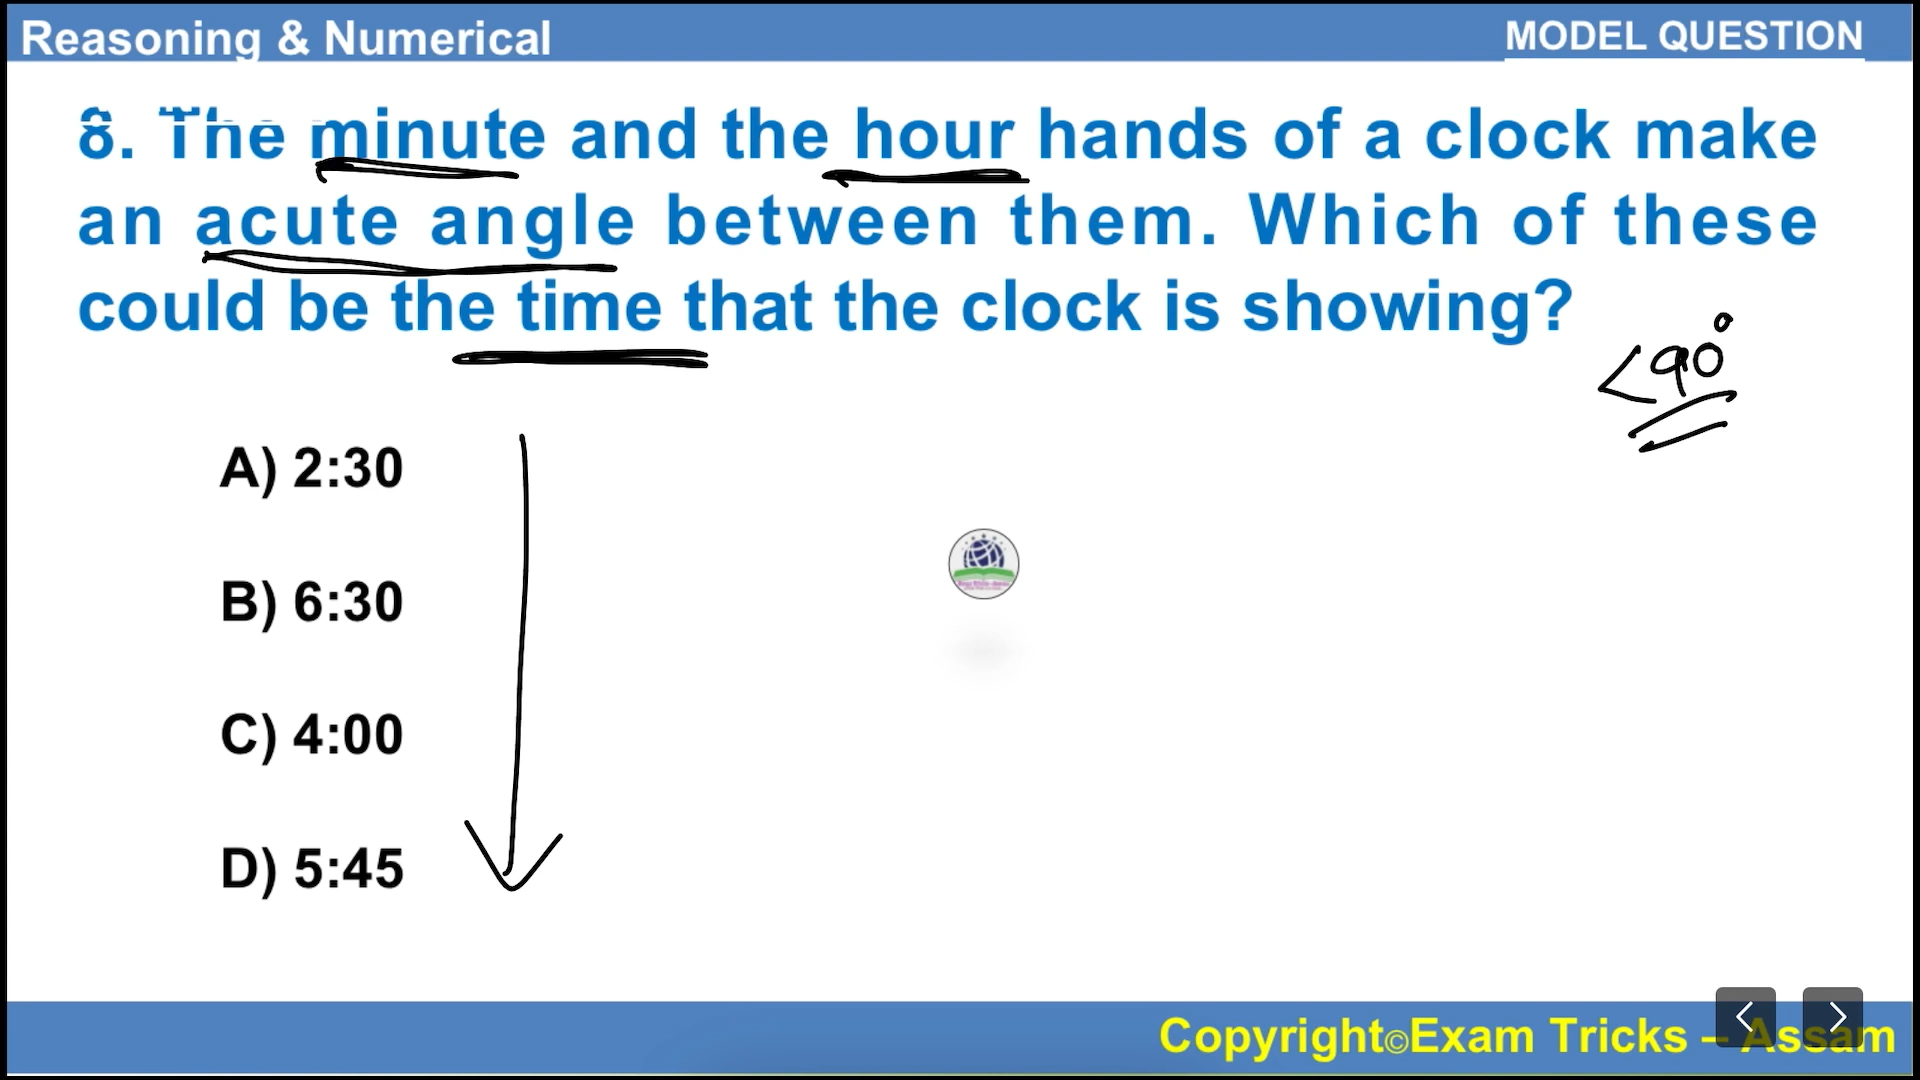 Reasoning & Numerical
MODEL QUESTION
8. The minute and the hour hands of a clock make
an acute angle between them. Which of these
could be the time that the clock is showing?
<90°
A) 2:30
B) 6:30
C) 4:00
D) 5:45
Copyright©Exam Tricks – Assam